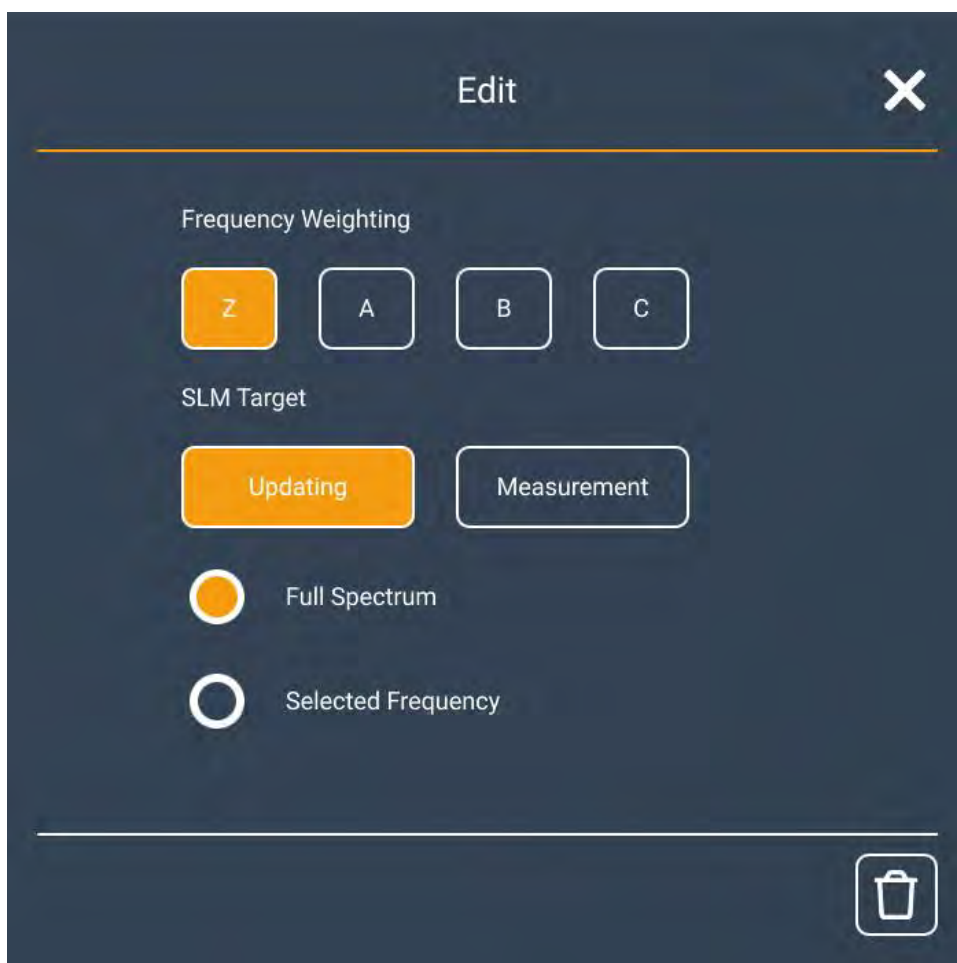 Edit
Frequency Weighting
Z A B C
SLM Target
Updating Measurement
Full Spectrum
Selected Frequency